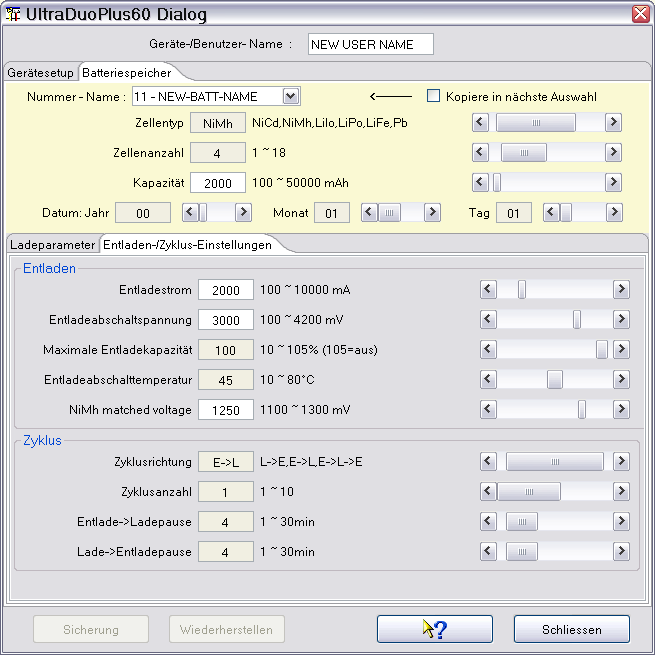 UltraDuoPlus60 Dialog
Geräte-/Benutzer- Name : NEW USER NAME
Gerätesetup Batteriespeicher
Nummer - Name : 11 - NEW-BATT-NAME Kopiere in nächste Auswahl
Zellentyp NiMh NiCd,NiMh,LiIo,LiPo,LiFe,Pb
Zellenanzahl 4 1 ~ 18
Kapazität 2000 100 ~ 50000 mAh
Datum: Jahr 00 Monat 01 Tag 01
Ladeparameter Entladen-/Zyklus-Einstellungen
Entladen
Entladestrom 2000 100 ~ 10000 mA
Entladeabschaltspannung 3000 100 ~ 4200 mV
Maximale Entladekapazität 100 10 ~ 105% (105=aus)
Entladeabschalttemperatur 45 10 ~ 80°C
NiMh matched voltage 1250 1100 ~ 1300 mV
Zyklus
Zyklusrichtung E->L L->E,E->L,E->L->E
Zyklusanzahl 1 1 ~ 10
Entlade->Ladepause 4 1 ~ 30min
Lade->Entladepause 4 1 ~ 30min
Sicherung Wiederherstellen ? Schliessen